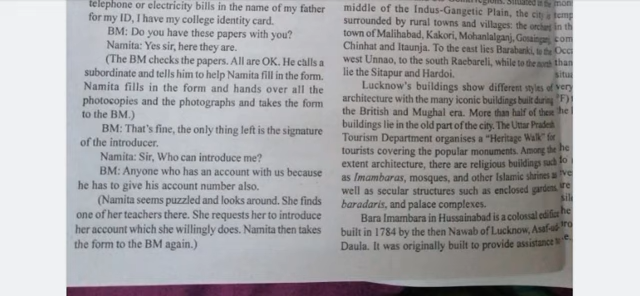 telephone or electricity bills in the name of my father
for my ID, I have my college identity card.
BM: Do you have these papers with you?
Namita: Yes sir, here they are.
(The BM checks the papers. All are OK. He calls a
subordinate and tells him to help Namita fill in the form.
Namita fills in the form and hands over all the
photocopies and the photographs and takes the form
to the BM.)
BM: That's fine, the only thing left is the signature
of the introducer.
Namita: Sir, Who can introduce me?
BM: Anyone who has an account with us because
he has to give his account number also.
(Namita seems puzzled and looks around. She finds
one of her teachers there. She requests her to introduce
her account which she willingly does. Namita then takes
the form to the BM again.)
middle of the Indus-Gangetic Plain, the city
surrounded by rural towns and villages: the
town of Malihabad, Kakori, Mohanlalganj,
Chinhat and Itaunja. To the east lies Barabanki,
west Unnao, to the south Raebareli, while to the
lie the Sitapur and Hardoi.
Lucknow's buildings show different styles of
architecture with the many iconic buildings built during
the British and Mughal era. More than half of these
buildings lie in the old part of the city. The Uttar Pradesh
Tourism Department organises a "Heritage Walk" for
tourists covering the popular monuments. Among the
extent architecture, there are religious buildings such
as Imambaras, mosques, and other Islamic shrines as
well as secular structures such as enclosed gardens,
baradaris, and palace complexes.
Bara Imambara in Hussainabad is a colossal edifice
built in 1784 by the then Nawab of Lucknow,
Daula. It was originally built to provide assistance